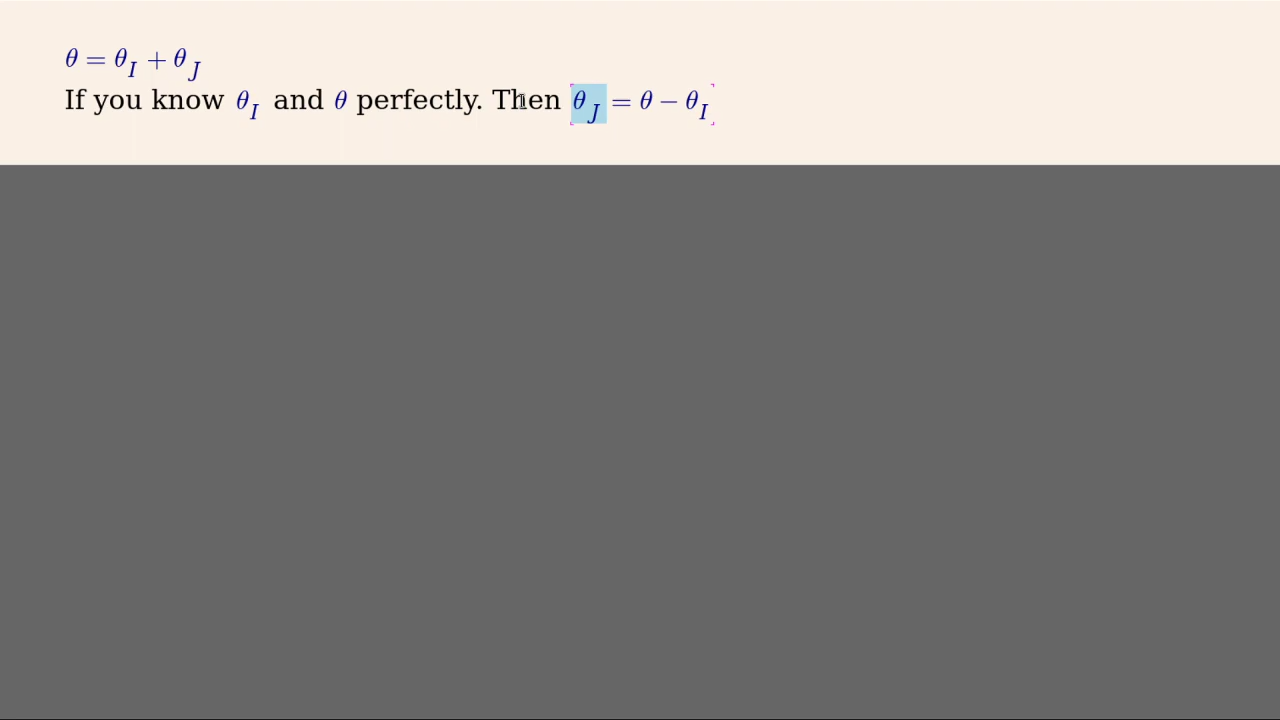 θ = θ_I + θ_J
If you know θ_I and θ perfectly. Then θ_J = θ − θ_I